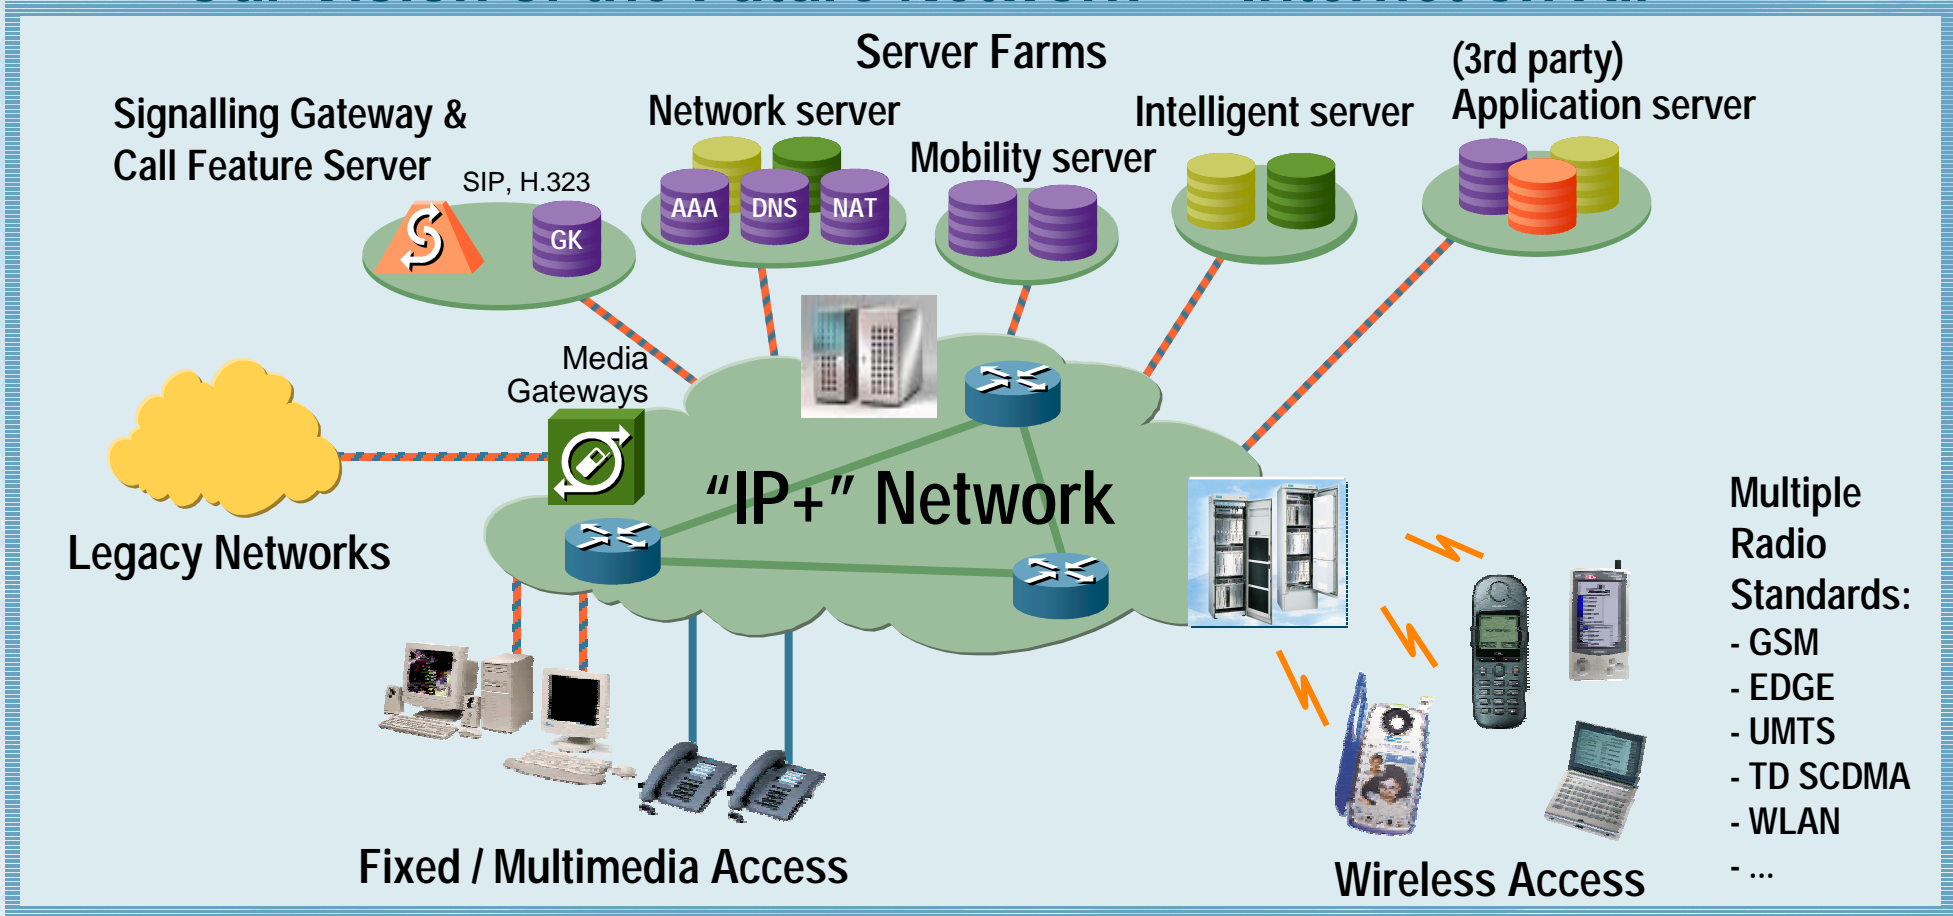 Server Farms
(3rd party)
Application server
Signalling Gateway &
Call Feature Server
Network server
Intelligent server
Mobility server
SIP, H.323
AAA
DNS
NAT
GK
Media
Gateways
“IP+” Network
Legacy Networks
Multiple
Radio
Standards:
- GSM
- EDGE
- UMTS
- TD SCDMA
- WLAN
- ...
Fixed / Multimedia Access
Wireless Access